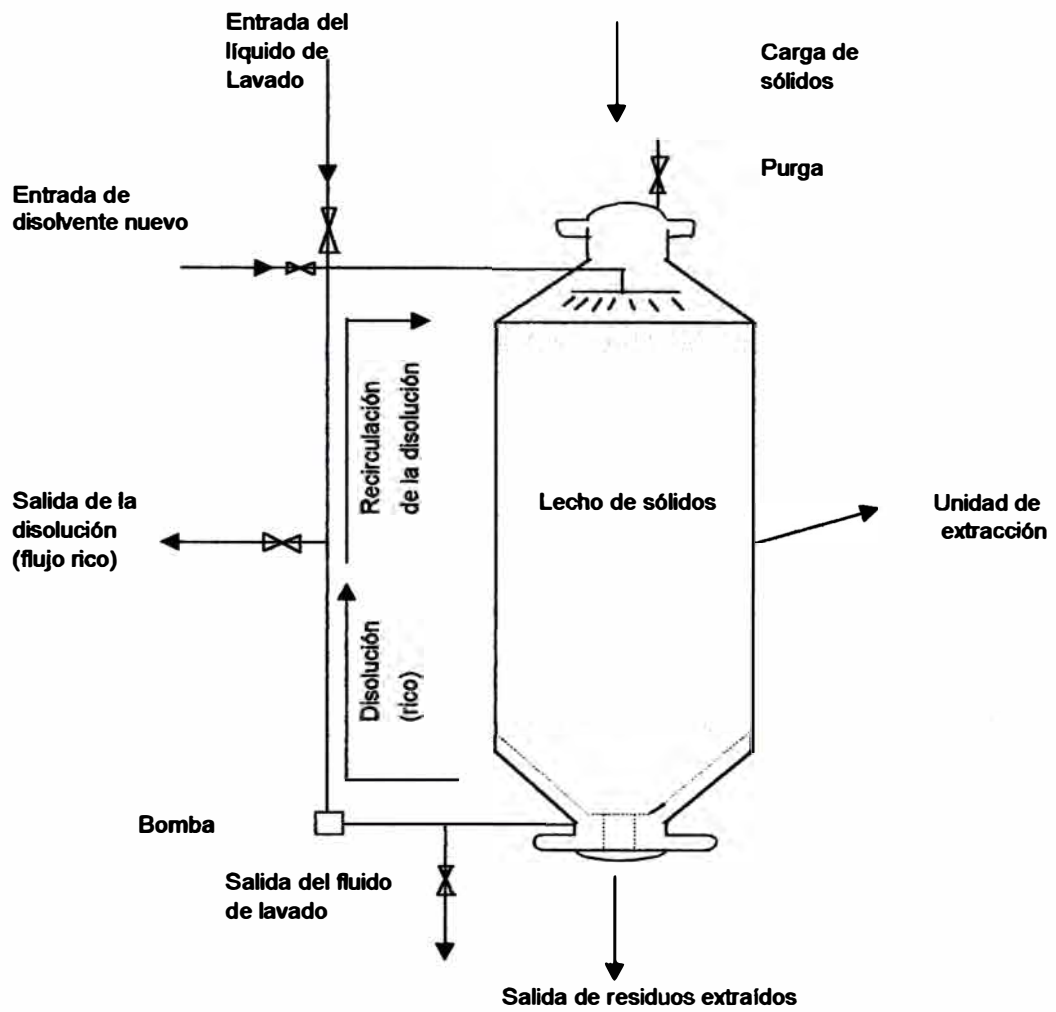 Entrada del
líquido de
Lavado
Carga de
sólidos
Purga
Entrada de
disolvente nuevo
Recirculación
de la disolución
Salida de la
disolución
(flujo rico)
Lecho de sólidos
Unidad de
extracción
Disolución
(rico)
Bomba
Salida del fluido
de lavado
Salida de residuos extraídos